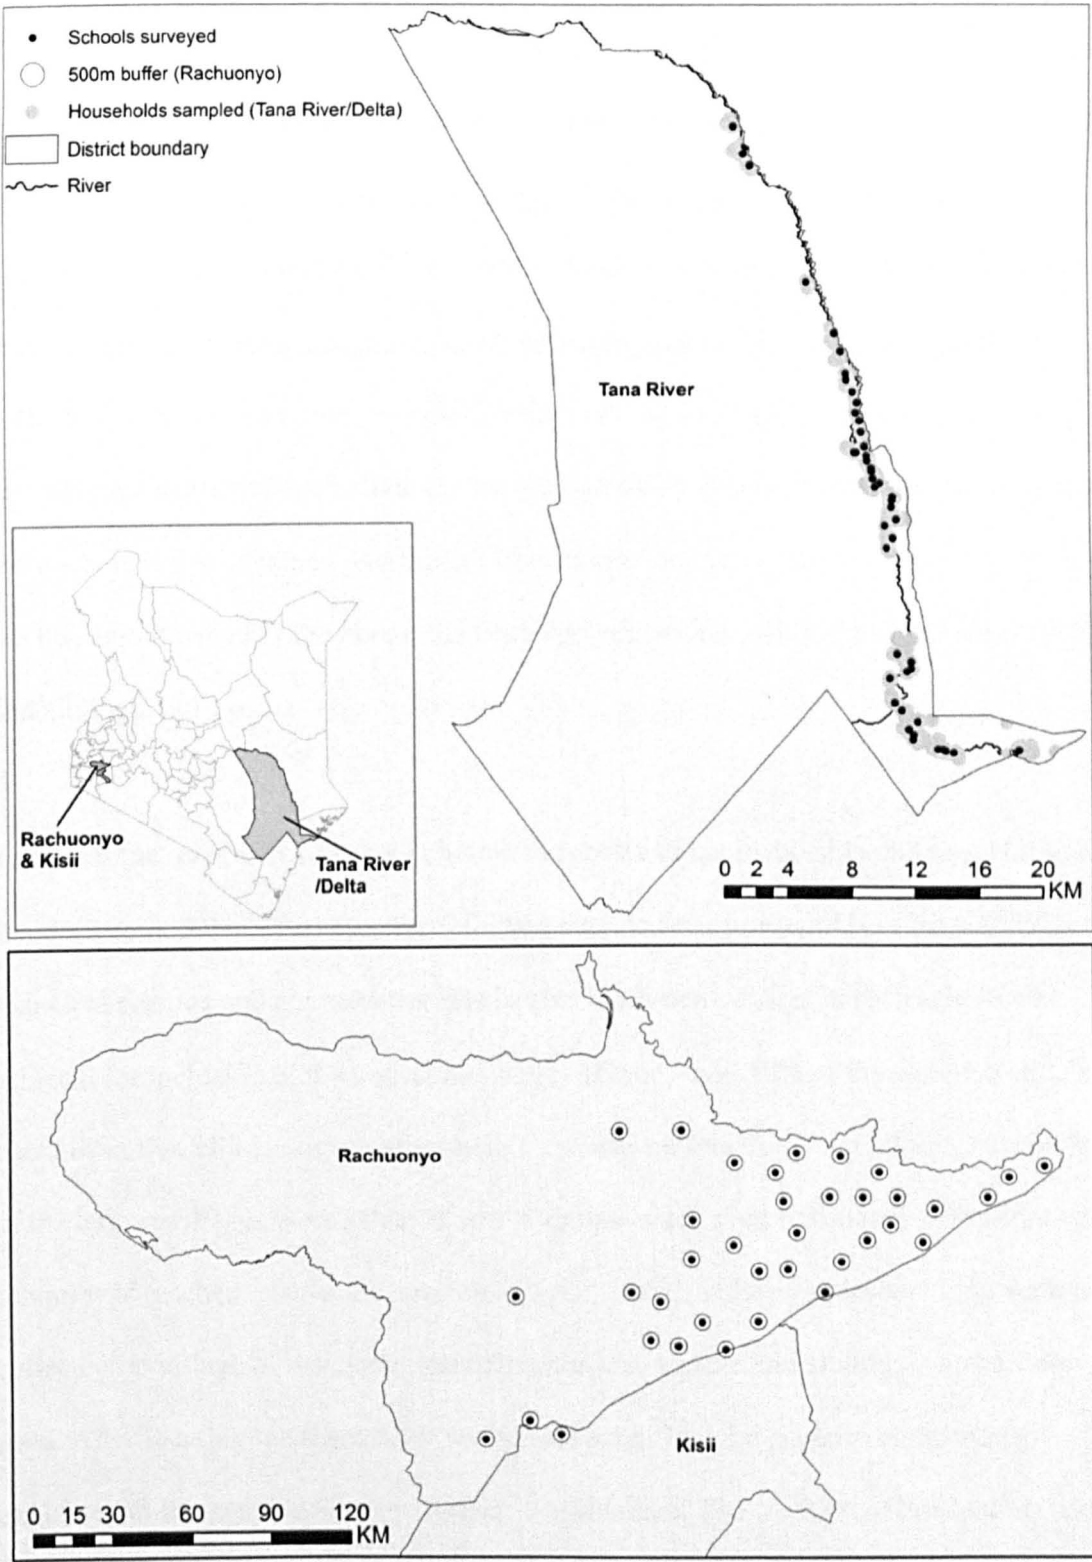 Schools surveyed
500m buffer (Rachuonyo)
Households sampled (Tana River/Delta)
District boundary
River
Tana River
Rachuonyo
& Kisii
Tana River
/Delta
0 2 4 8 12 16 20
KM
Rachuonyo
Kisii
0 15 30 60 90 120
KM